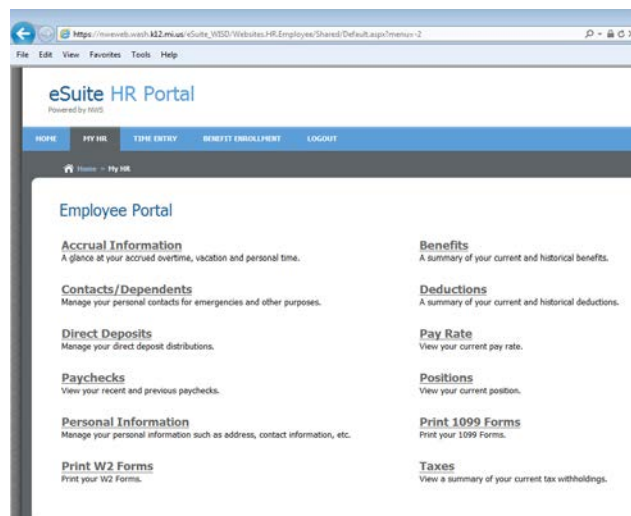 https://nweweb.wash.k12.mi.us/eSuite_WISD/Websites.HR.Employee/Shared/Default.aspx?menu=-2
File Edit View Favorites Tools Help
eSuite HR Portal
Powered by NWS
HOME MY HR TIME ENTRY BENEFIT ENROLLMENT LOGOUT
Home > My HR
Employee Portal
Accrual Information
A glance at your accrued overtime, vacation and personal time.
Contacts/Dependents
Manage your personal contacts for emergencies and other purposes.
Direct Deposits
Manage your direct deposit distributions.
Paychecks
View your recent and previous paychecks.
Personal Information
Manage your personal information such as address, contact information, etc.
Print W2 Forms
Print your W2 Forms.
Benefits
A summary of your current and historical benefits.
Deductions
A summary of your current and historical deductions.
Pay Rate
View your current pay rate.
Positions
View your current position.
Print 1099 Forms
Print your 1099 Forms.
Taxes
View a summary of your current tax withholdings.